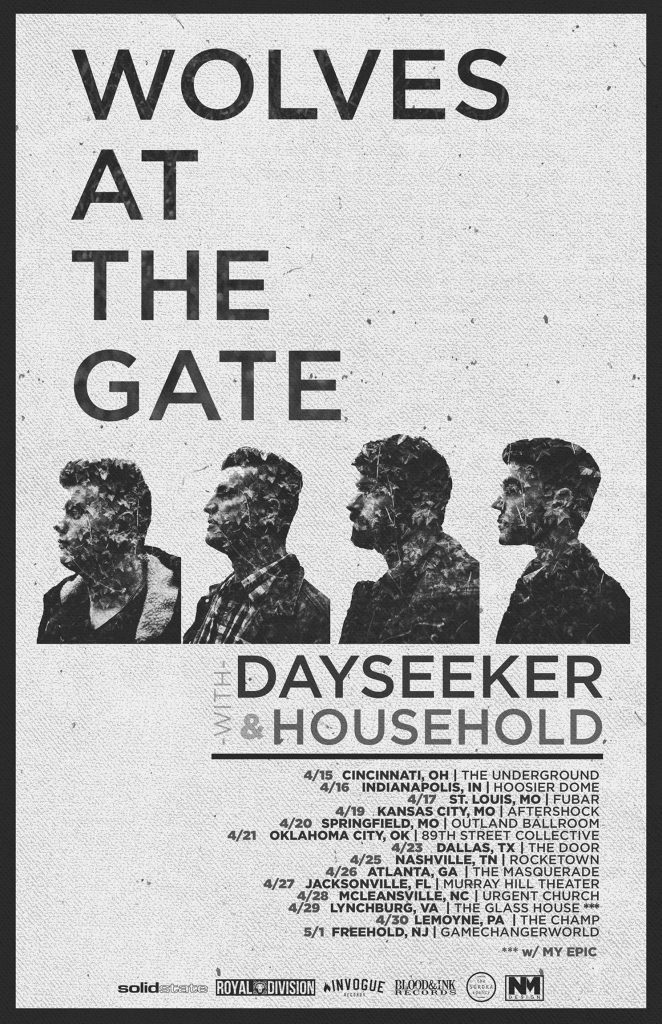 WOLVES
AT
THE
GATE
-WITH-
DAYSEEKER
& HOUSEHOLD
4/15 CINCINNATI, OH | THE UNDERGROUND
4/16 INDIANAPOLIS, IN | HOOSIER DOME
4/17 ST. LOUIS, MO | FUBAR
4/19 KANSAS CITY, MO | AFTERSHOCK
4/20 SPRINGFIELD, MO | OUTLAND BALLROOM
4/21 OKLAHOMA CITY, OK | 89TH STREET COLLECTIVE
4/23 DALLAS, TX | THE DOOR
4/25 NASHVILLE, TN | ROCKETOWN
4/26 ATLANTA, GA | THE MASQUERADE
4/27 JACKSONVILLE, FL | MURRAY HILL THEATER
4/28 MCLEANSVILLE, NC | URGENT CHURCH
4/29 LYNCHBURG, VA | THE GLASS HOUSE ***
4/30 LEMOYNE, PA | THE CHAMP
5/1 FREEHOLD, NJ | GAMECHANGERWORLD
*** w/ MY EPIC
solidstate
ROYAL DIVISION
INVOGUE
RECORDS
BLOOD&INK
RECORDS
NM
DESIGN